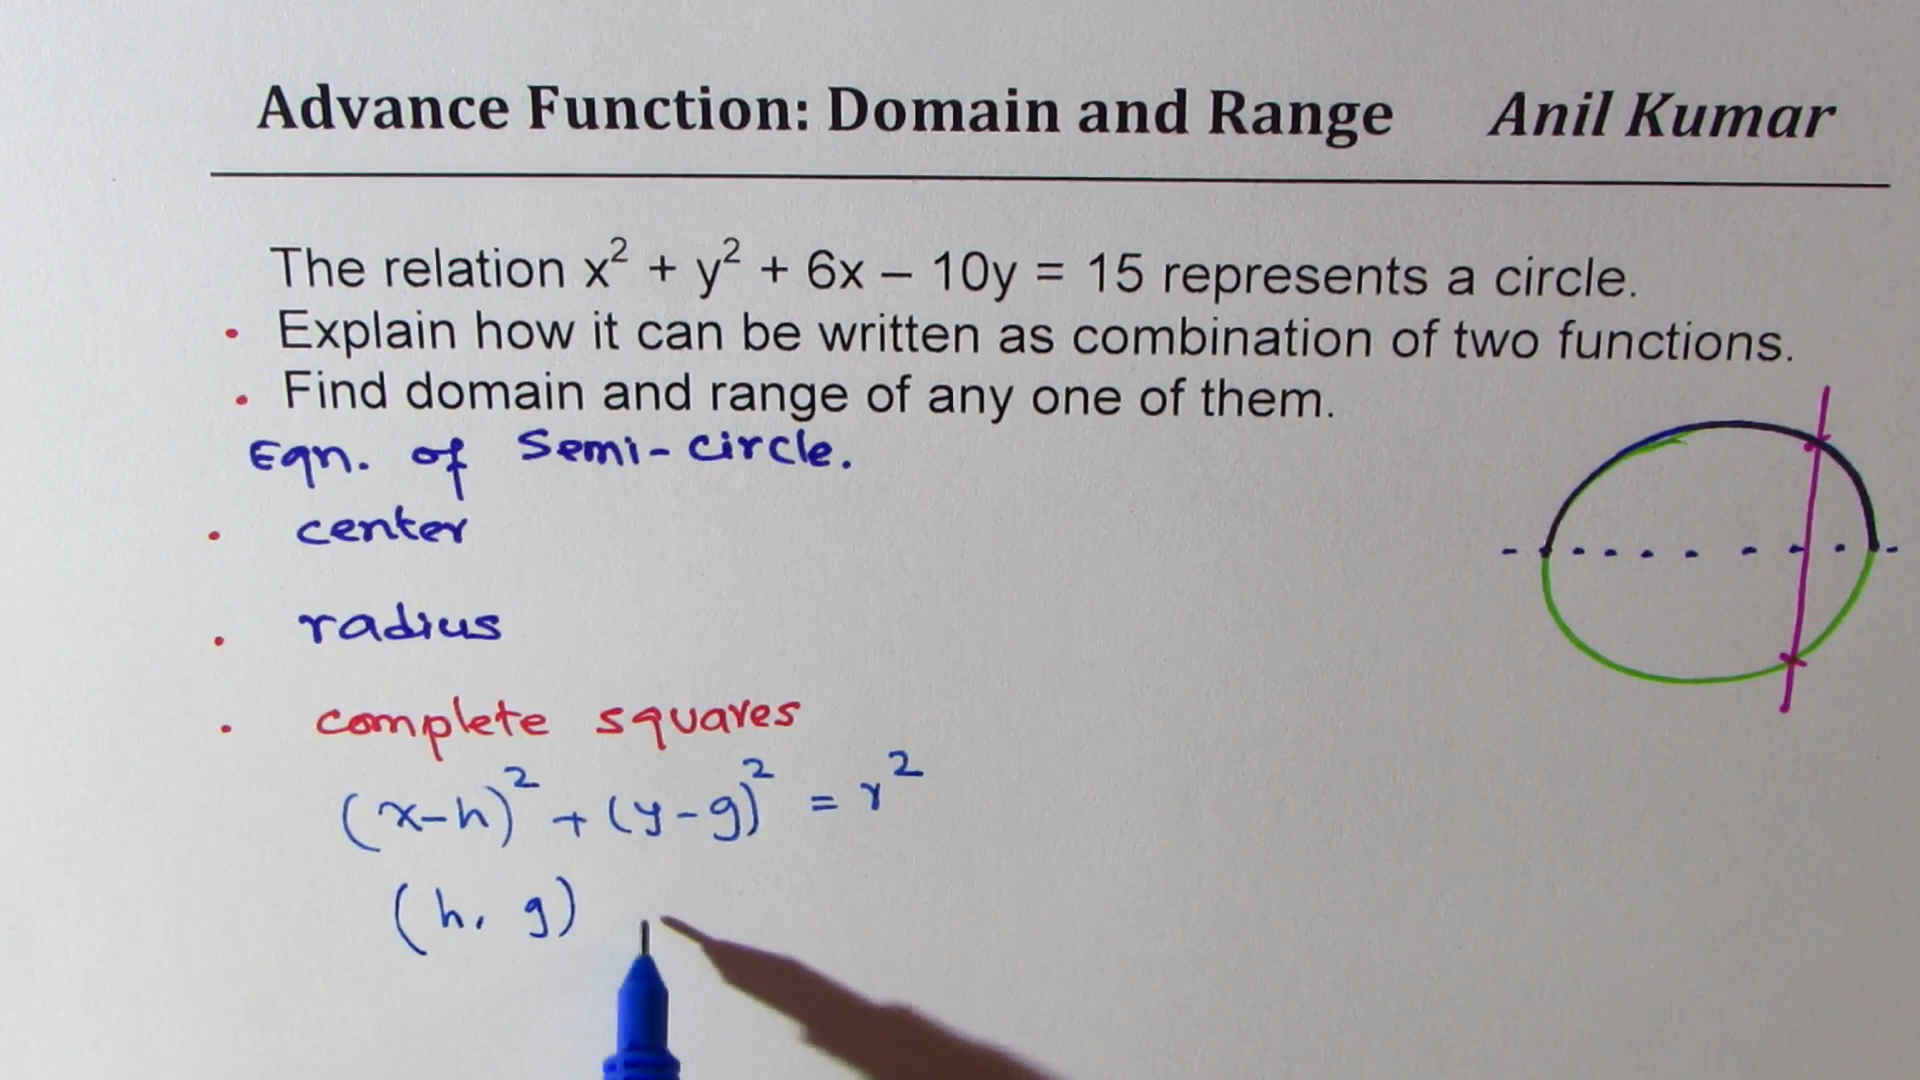 Advance Function: Domain and Range Anil Kumar
The relation x² + y² + 6x – 10y = 15 represents a circle.
• Explain how it can be written as combination of two functions.
• Find domain and range of any one of them.
Eqn. of Semi-circle.
• center
• radius
• complete squares
(x-h)² + (y-g)² = r²
(h, g)